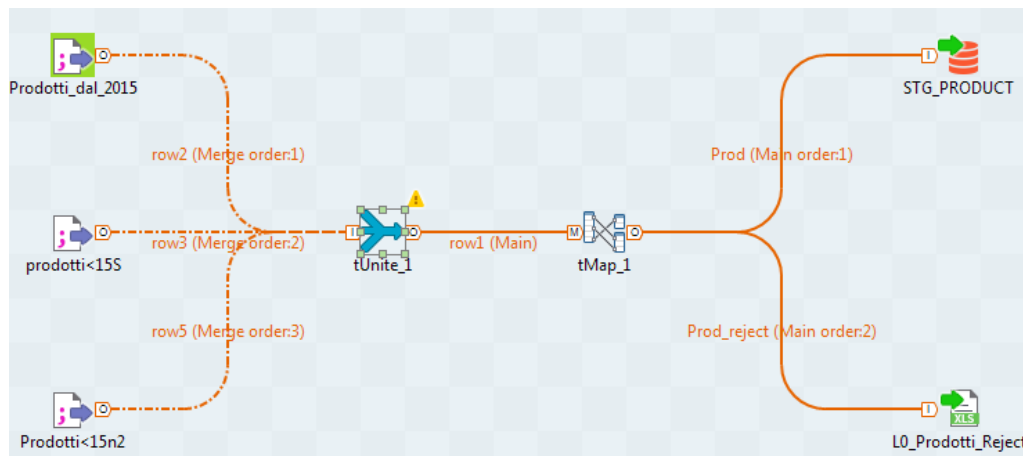 Prodotti_dal_2015
STG_PRODUCT
row2 (Merge order:1)
Prod (Main order:1)
prodotti<15S
row3 (Merge order:2)
tUnite_1
row1 (Main)
tMap_1
row5 (Merge order:3)
Prod_reject (Main order:2)
Prodotti<15n2
XLS
L0_Prodotti_Reject
O
O
O
I
O
M
O
I
I